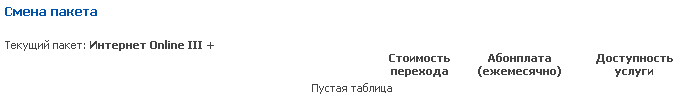 Смена пакета
Текущий пакет: Интернет Online III +
Стоимость перехода
Абонплата (ежемесячно)
Доступность услуги
Пустая таблица